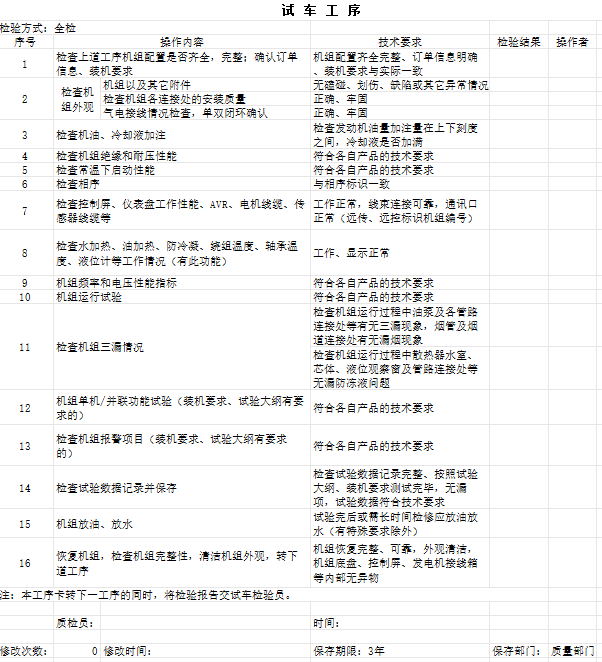 试 车 工 序
检验方式：全检
序号 操作内容 技术要求 检验结果 操作者
1 检查上道工序机组配置是否齐全，完整；确认订单信息、装机要求 机组配置齐全完整、订单信息明确、装机要求与实际一致
2 检查机组外观 机组以及其它附件 无磕碰、划伤、缺陷或其它异常情况
检查机组各连接处的安装质量 正确、牢固
气电接线情况检查，单双闭环确认 正确、牢固
3 检查机油、冷却液加注 检查发动机油量加注量在上下刻度之间，冷却液是否加满
4 检查机组绝缘和耐压性能 符合各自产品的技术要求
5 检查常温下启动性能 符合各自产品的技术要求
6 检查相序 与相序标识一致
7 检查控制屏、仪表盘工作性能、AVR、电机线缆、传感器线缆等 工作正常，线束连接可靠，通讯口正常（远传、远控标识机组编号）
8 检查水加热、油加热、防冷凝、绕组温度、轴承温度、液位计等工作情况（有此功能） 工作、显示正常
9 机组频率和电压性能指标 符合各自产品的技术要求
10 机组运行试验 符合各自产品的技术要求
11 检查机组三漏情况 检查机组运行过程中油泵及各管路连接处等有无三漏现象，烟管及烟道连接处有无漏烟现象
检查机组运行过程中散热器水室、芯体、液位观察窗及管路连接处等无漏防冻液问题
12 机组单机/并联功能试验（装机要求、试验大纲有要求的） 符合各自产品的技术要求
13 检查机组报警项目（装机要求、试验大纲有要求的） 符合各自产品的技术要求
14 检查试验数据记录并保存 检查试验数据记录完整、按照试验大纲、装机要求测试完毕，无漏项，试验数据符合技术要求
15 机组放油、放水 试验完后或需长时间检修应放油放水（有特殊要求除外）
16 恢复机组，检查机组完整性，清洁机组外观，转下道工序 机组恢复完整、可靠，外观清洁，机组底盘、控制屏、发电机接线箱等内部无异物
注：本工序卡转下一工序的同时，将检验报告交试车检验员。
质检员： 时间：
修改次数： 0 修改时间： 保存期限：3年 保存部门： 质量部门